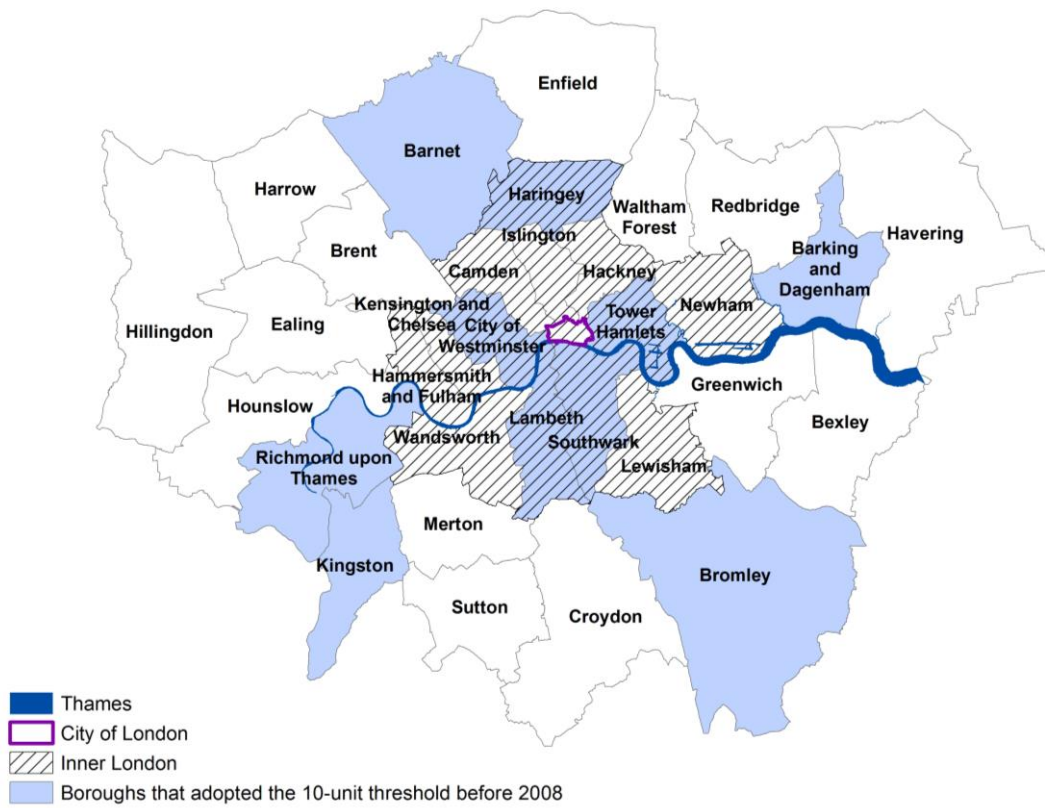 Enfield
Barnet
Harrow
Haringey
Waltham
Forest
Redbridge
Havering
Islington
Brent
Barking
and
Dagenham
Camden
Hackney
Kensington and
Chelsea
Newham
Tower
Hamlets
Hillingdon
Ealing
City of
Westminster
Hammersmith
and Fulham
Greenwich
Hounslow
Bexley
Lambeth
Wandsworth
Southwark
Richmond upon
Thames
Lewisham
Merton
Kingston
Bromley
Sutton
Croydon
Thames
City of London
Inner London
Boroughs that adopted the 10-unit threshold before 2008